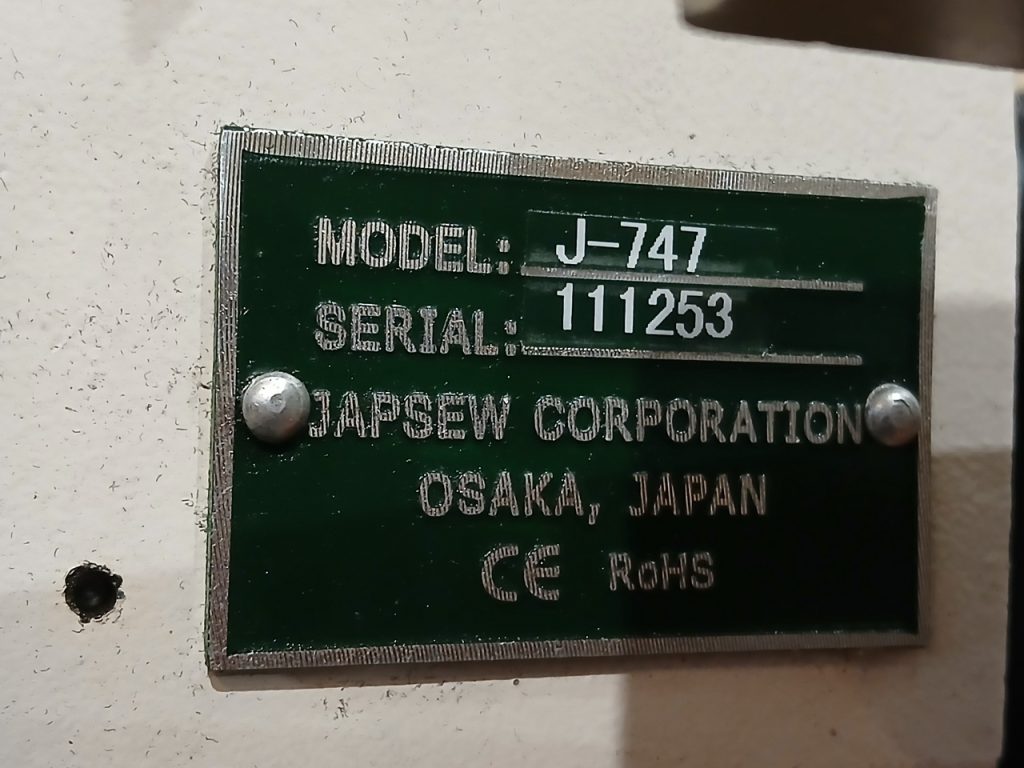 MODEL: J-747
SERIAL: 111253
JAPSEW CORPORATION
OSAKA, JAPAN
CE RoHS